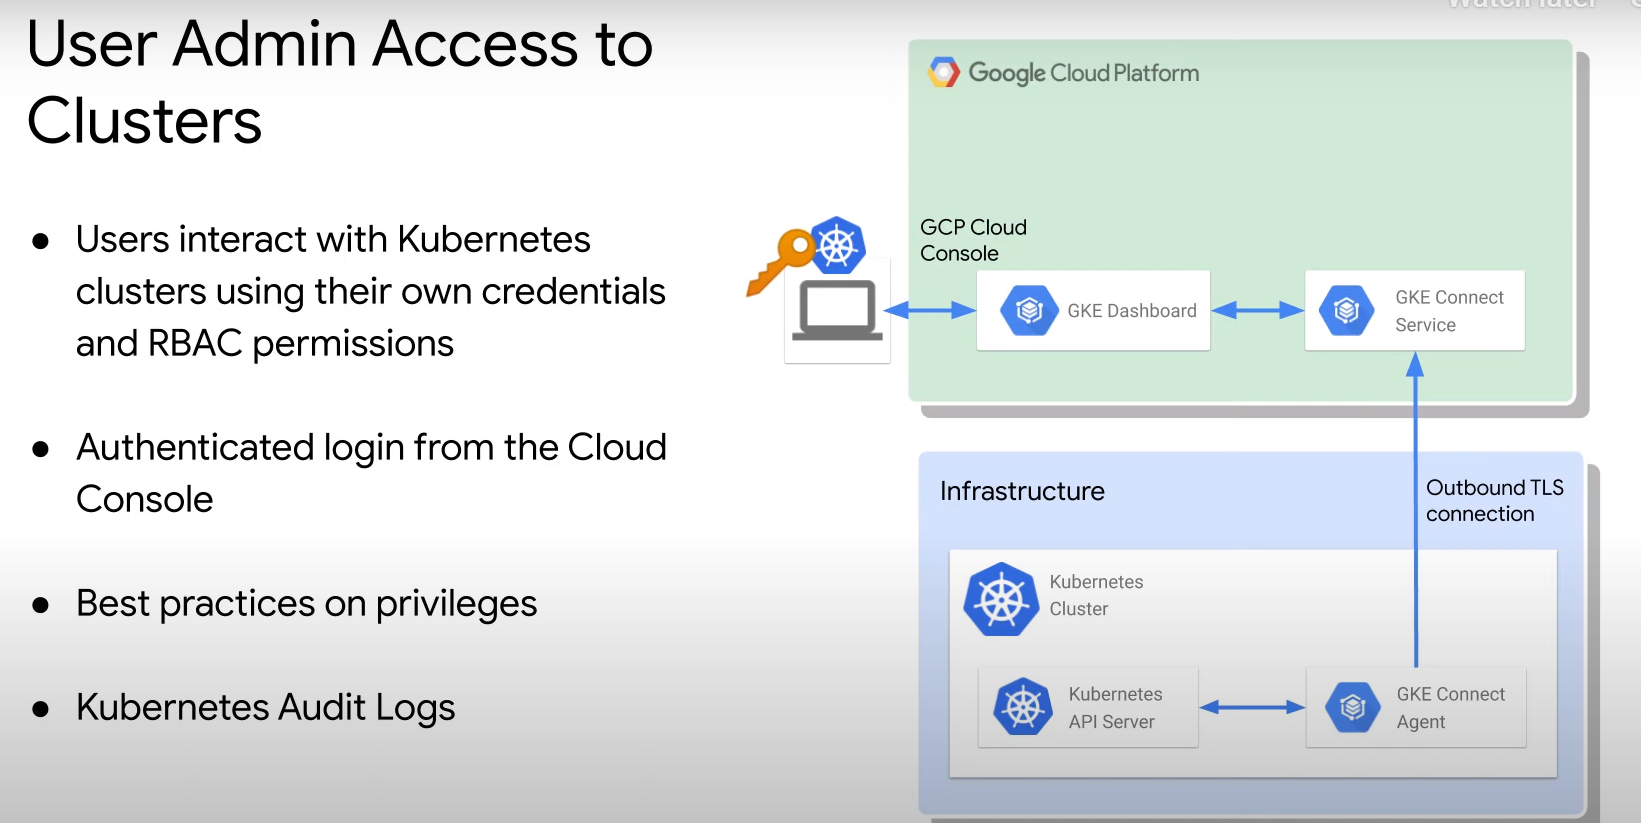 User Admin Access to
Clusters
● Users interact with Kubernetes
clusters using their own credentials
and RBAC permissions
● Authenticated login from the Cloud
Console
● Best practices on privileges
● Kubernetes Audit Logs
Watch later
Google Cloud Platform
GCP Cloud
Console
GKE Dashboard
GKE Connect
Service
Infrastructure
Outbound TLS
connection
Kubernetes
Cluster
Kubernetes
API Server
GKE Connect
Agent